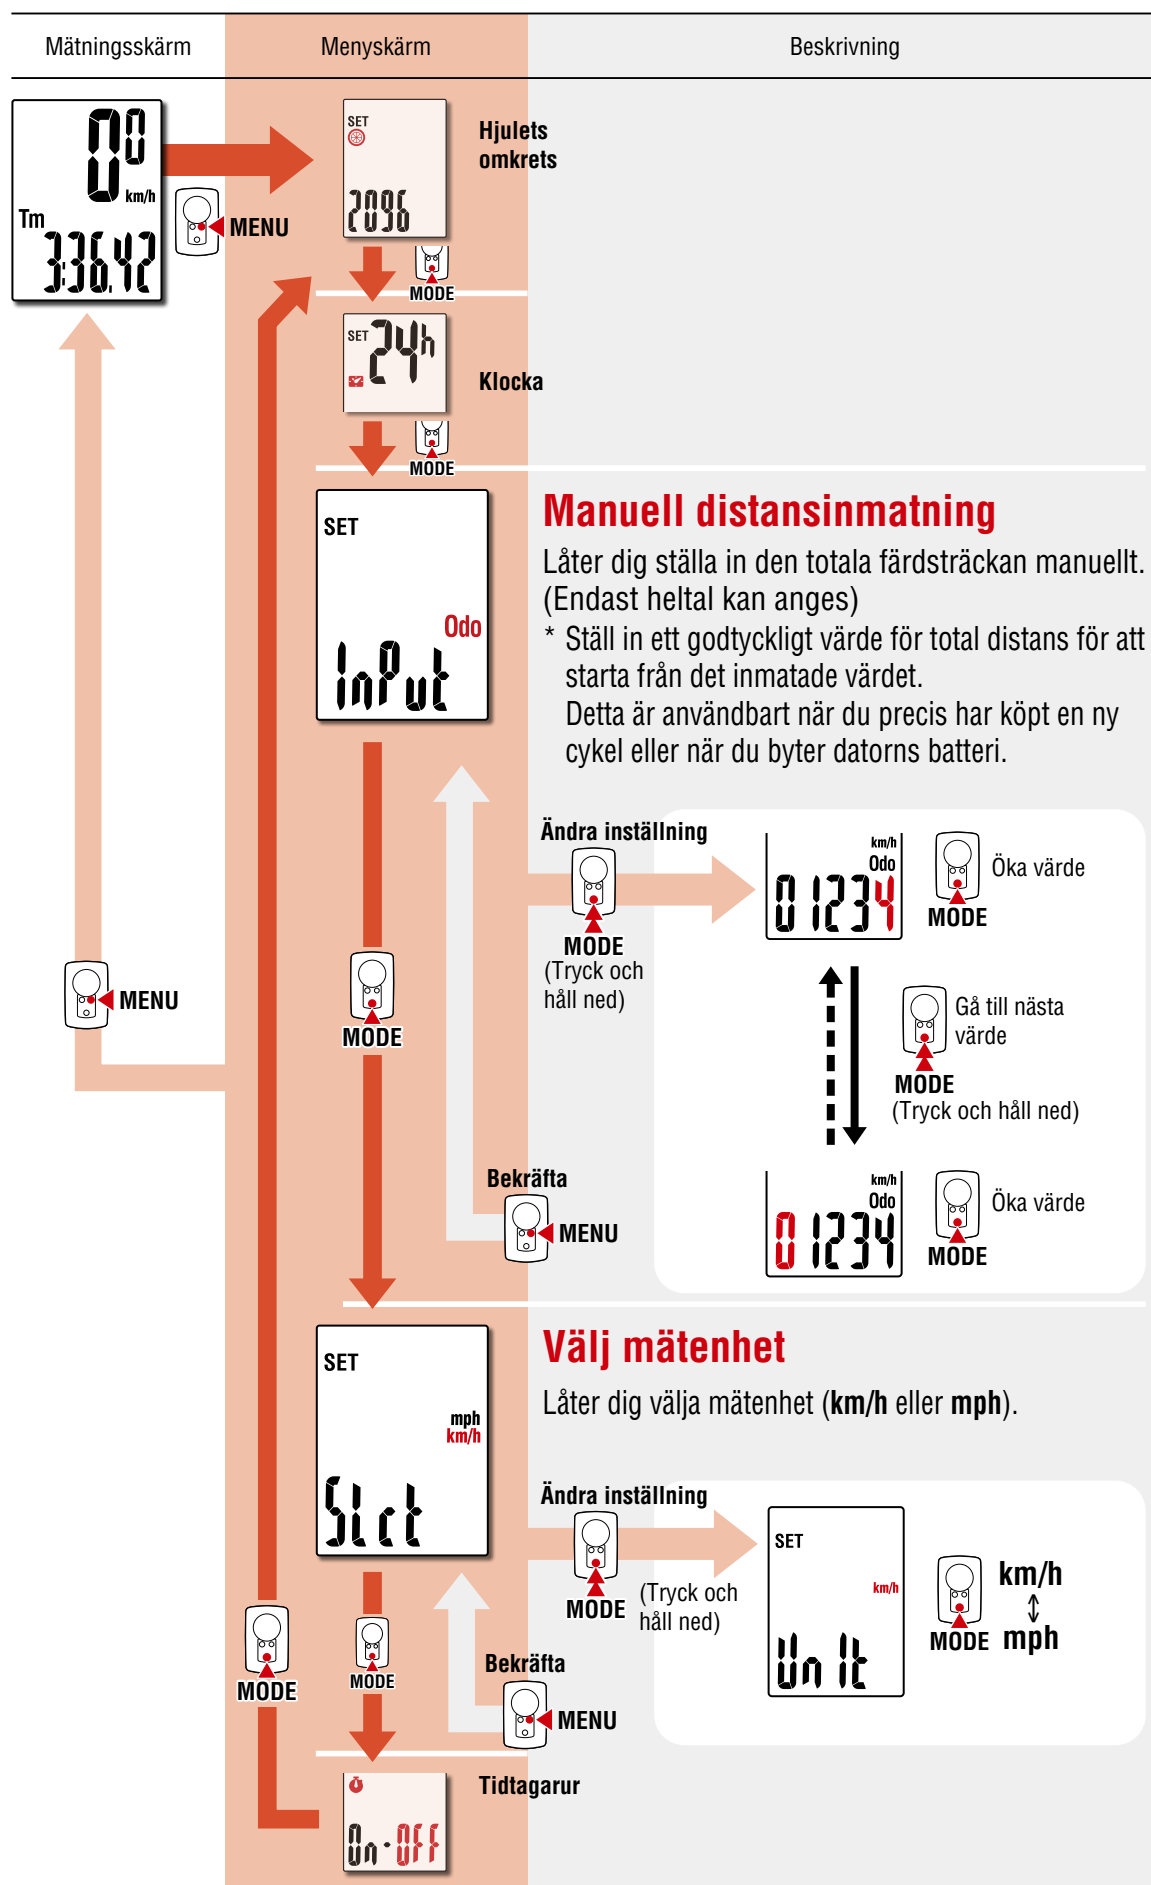 Mätningsskärm
Menyskärm
Beskrivning
00
km/h
Tm
3:36.42
MENU
SET
2096
Hjulets
omkrets
MODE
SET
24h
Klocka
MODE
SET
Odo
InPut
Manuell distansinmatning
Låter dig ställa in den totala färdsträckan manuellt.
(Endast heltal kan anges)
* Ställ in ett godtyckligt värde för total distans för att
starta från det inmatade värdet.
Detta är användbart när du precis har köpt en ny
cykel eller när du byter datorns batteri.
Ändra inställning
MODE
(Tryck och
håll ned)
km/h
Odo
01234
MODE
Öka värde
Gå till nästa
värde
MODE
(Tryck och håll ned)
km/h
Odo
01234
MODE
Öka värde
MENU
MODE
Bekräfta
MENU
SET
mph
km/h
Slct
Välj mätenhet
Låter dig välja mätenhet (km/h eller mph).
Ändra inställning
MODE
(Tryck och
håll ned)
SET
km/h
Unit
MODE
km/h
mph
MODE
MODE
Bekräfta
MENU
On-OFF
Tidtagarur